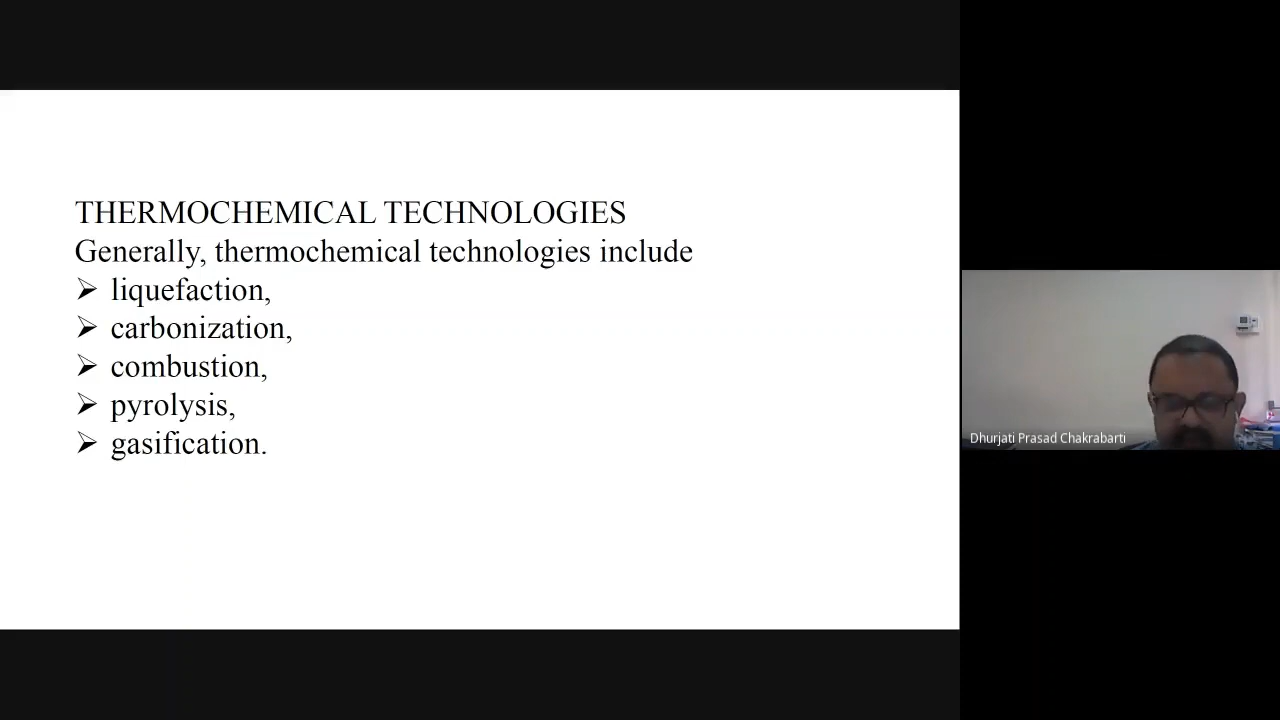 THERMOCHEMICAL TECHNOLOGIES
Generally, thermochemical technologies include
➢ liquefaction,
➢ carbonization,
➢ combustion,
➢ pyrolysis,
➢ gasification.
Dhurjati Prasad Chakrabarti